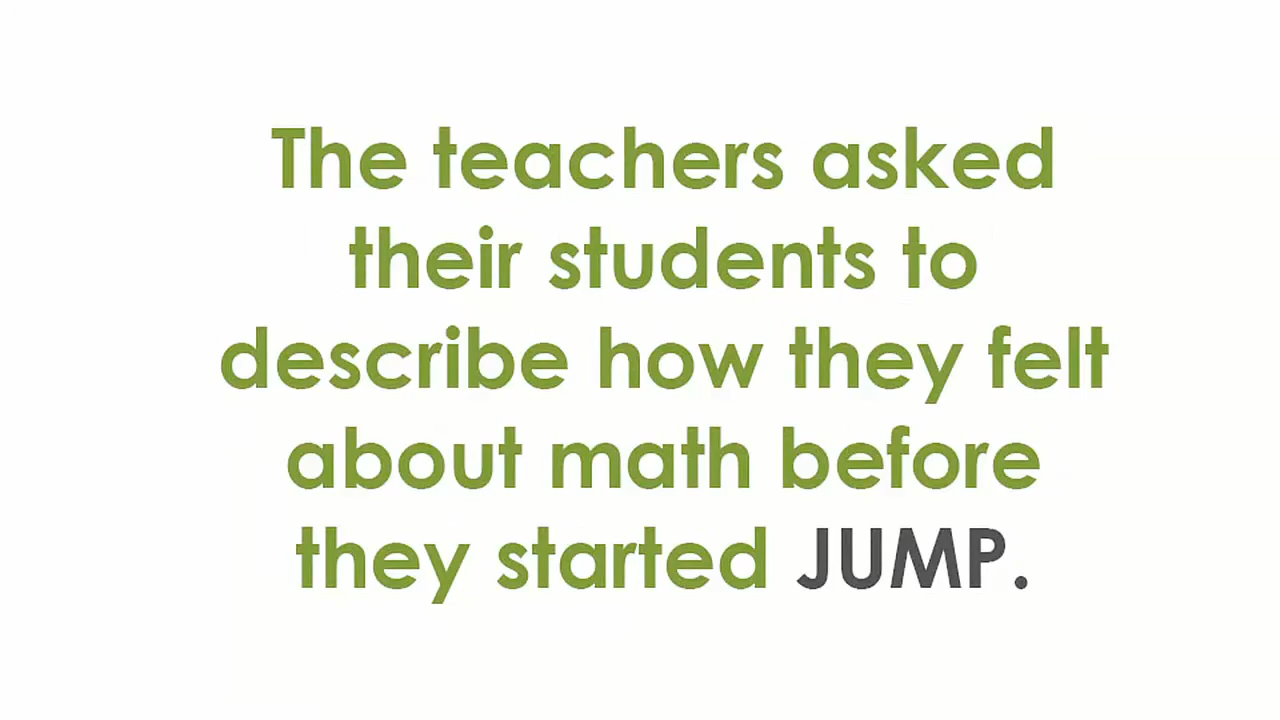 The teachers asked
their students to
describe how they felt
about math before
they started JUMP.